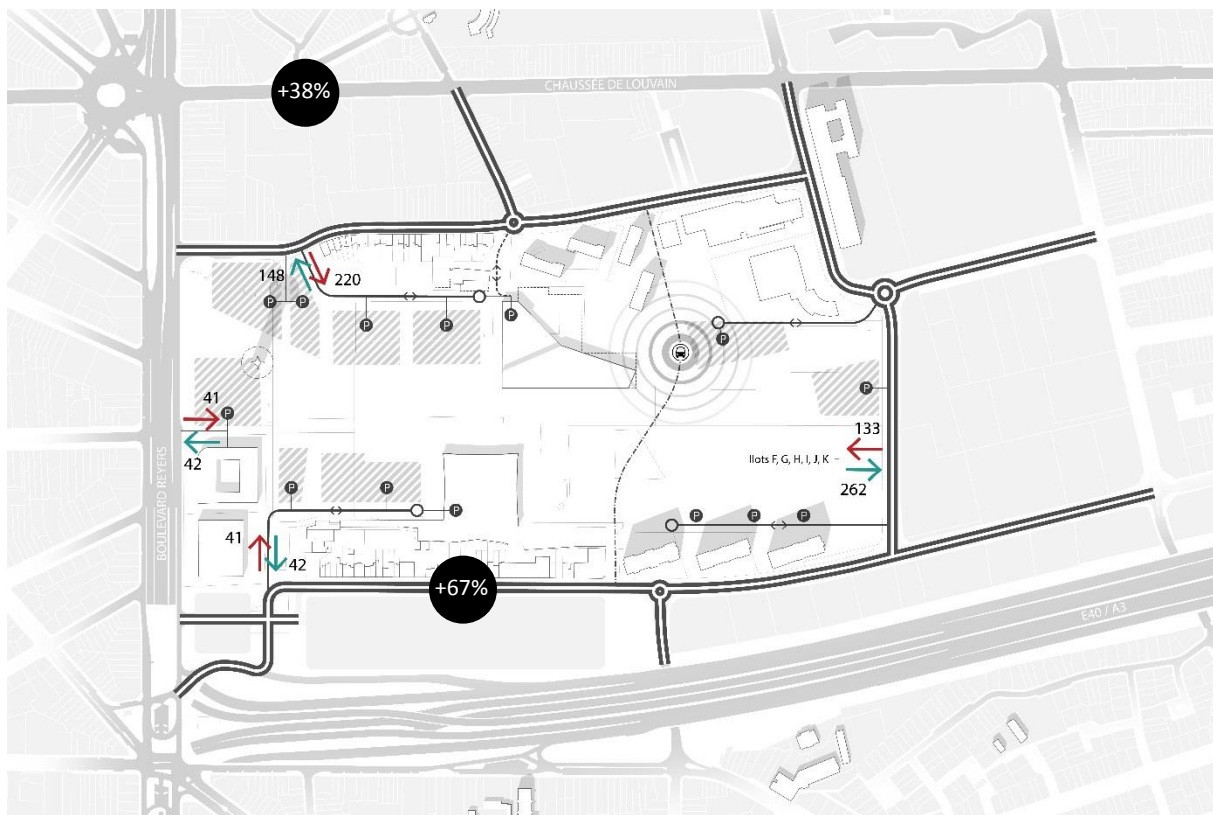 +38%
CHAUSSÉE DE LOUVAIN
148
220
P
P
P
P
P
P
P
41
P
42
133
Ilots F, G, H, I, J, K
262
BOULEVARD REYERS
P
P
P
P
P
P
41
42
+67%
E40 / A3